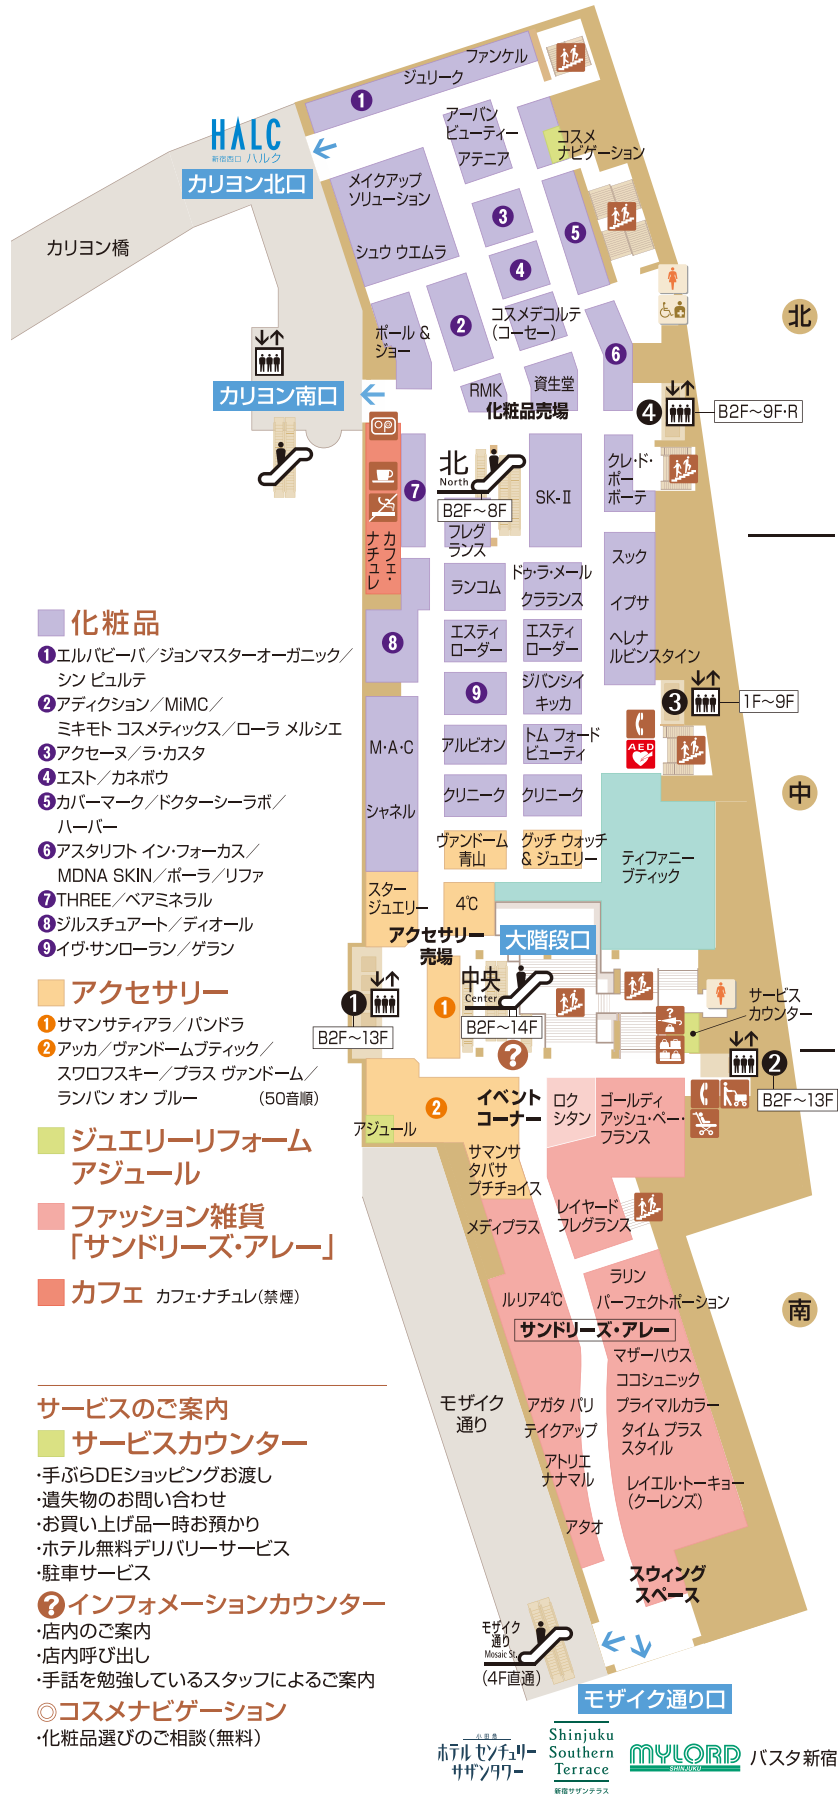 ファンケル
ジュリーク
1
HALC
新宿西口 ハルク
カリヨン北口
カリヨン橋
アーバン
ビューティー
アテニア
コスメ
ナビゲーション
メイクアップ
ソリューション
シュウ ウエムラ
3
5
4
2
コスメデコルテ
(コーセー)
6
北
ポール &
ジョー
RMK
資生堂
化粧品売場
カリヨン南口
4
B2F〜9F·R
北
North
B2F〜8F
7
カフェ・
ナチュレ
フレグ
ランス
SK-II
クレ・ド・
ポー
ボーテ
ランコム
ドゥ・ラ・メール
クラランス
スック
イプサ
ヘレナ
ルビンスタイン
エスティ
ローダー
エスティ
ローダー
8
9
ジバンシイ
キッカ
3
1F〜9F
AED
M・A・C
アルビオン
トム フォード
ビューティ
中
シャネル
クリニーク
クリニーク
ヴァンドーム
青山
グッチ ウォッチ
& ジュエリー
ティファニー
ブティック
スター
ジュエリー
4℃
アクセサリー
売場
大階段口
1
B2F〜13F
中央
Center
B2F〜14F
1
?
サービス
カウンター
?
2
B2F〜13F
2
アジュール
イベント
コーナー
ロク
シタン
ゴールディ
アッシュ・ペー・
フランス
サマンサ
タバサ
プチチョイス
メディプラス
レイヤード
フレグランス
ラリン
ルリア4℃
パーフェクトポーション
サンドリーズ・アレー
南
マザーハウス
ココシュニック
プライマルカラー
タイム プラス
スタイル
アガタ パリ
テイクアップ
アトリエ
ナナマル
レイエル・トーキョー
(クーレンズ)
アタオ
モザイク
通り
スウィング
スペース
モザイク
通り
Mosaic St.
(4F直通)
モザイク通り口
小田急
ホテル センチュリー
サザンタワー
Shinjuku
Southern
Terrace
新宿サザンテラス
MYLORD
SHINJUKU
バスタ新宿
化粧品
1エルバビーバ/ジョンマスターオーガニック/
シン ピュルテ
2アディクション/MiMC/
ミキモト コスメティックス/ローラ メルシエ
3アクセーヌ/ラ・カスタ
4エスト/カネボウ
5カバーマーク/ドクターシーラボ/
ハーバー
6アスタリフト イン・フォーカス/
MDNA SKIN/ポーラ/リファ
7THREE/ベアミネラル
8ジルスチュアート/ディオール
9イヴ・サンローラン/ゲラン
アクセサリー
1サマンサティアラ/パンドラ
2アッカ/ヴァンドームブティック/
スワロフスキー/プラス ヴァンドーム/
ランバン オン ブルー (50音順)
ジュエリーリフォーム
アジュール
ファッション雑貨
「サンドリーズ・アレー」
カフェ カフェ・ナチュレ(禁煙)
サービスのご案内
サービスカウンター
・手ぶらDEショッピングお渡し
・遺失物のお問い合わせ
・お買い上げ品一時お預かり
・ホテル無料デリバリーサービス
・駐車サービス
?インフォメーションカウンター
・店内のご案内
・店内呼び出し
・手話を勉強しているスタッフによるご案内
◎コスメナビゲーション
・化粧品選びのご相談(無料)